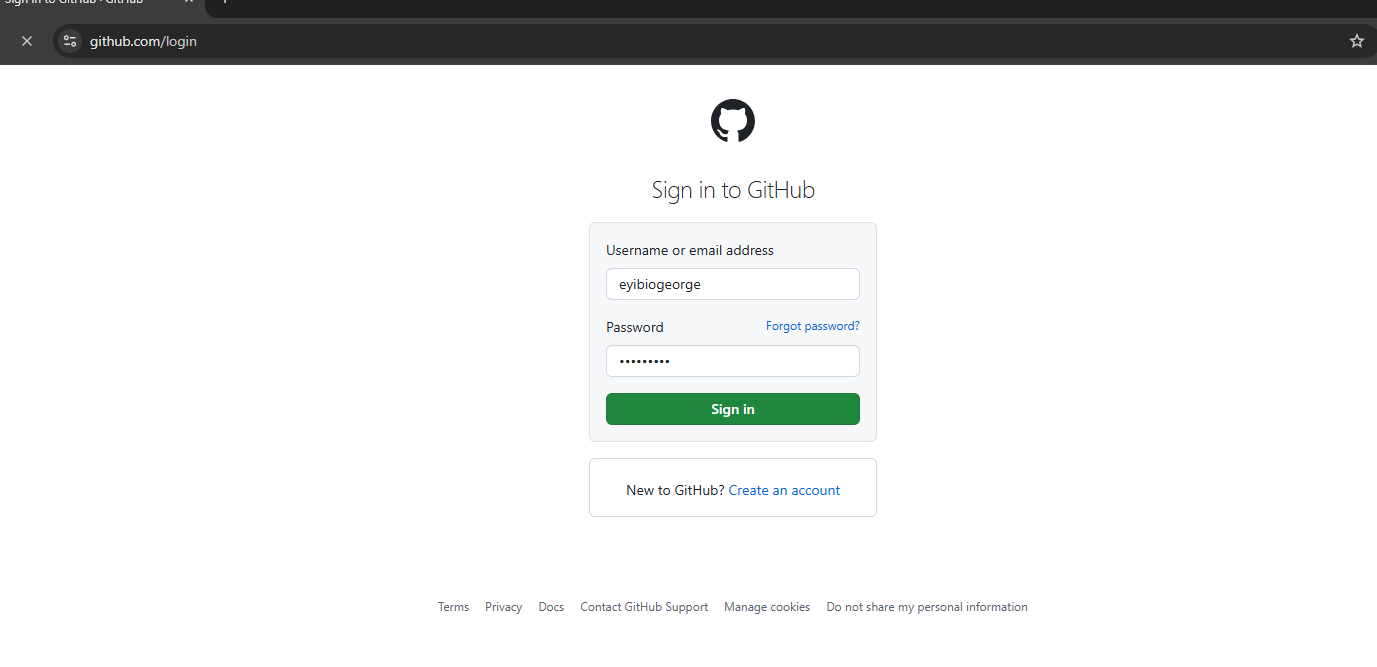 Sign in to GitHub · GitHub
github.com/login
Sign in to GitHub
Username or email address
eyibiogeorge
Password Forgot password?
•••••••••
Sign in
New to GitHub? Create an account
Terms Privacy Docs Contact GitHub Support Manage cookies Do not share my personal information